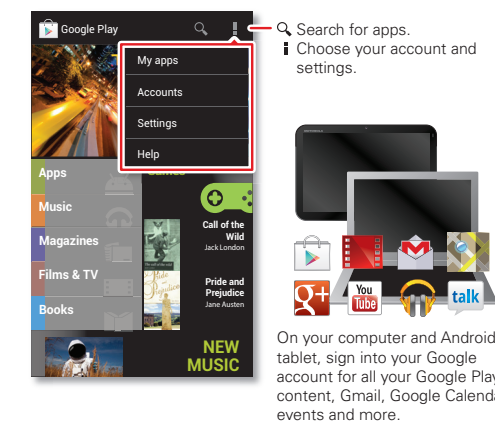 Google Play
My apps
Accounts
Settings
Help
Apps
Music
Magazines
Films & TV
Books
Call of the
Wild
Jack London
Pride and
Prejudice
Jane Austen
NEW
MUSIC
Search for apps.
Choose your account and
settings.
MOTOROLA
You
Tube
g+
talk
On your computer and Android
tablet, sign into your Google
account for all your Google Play
content, Gmail, Google Calenda
events and more.